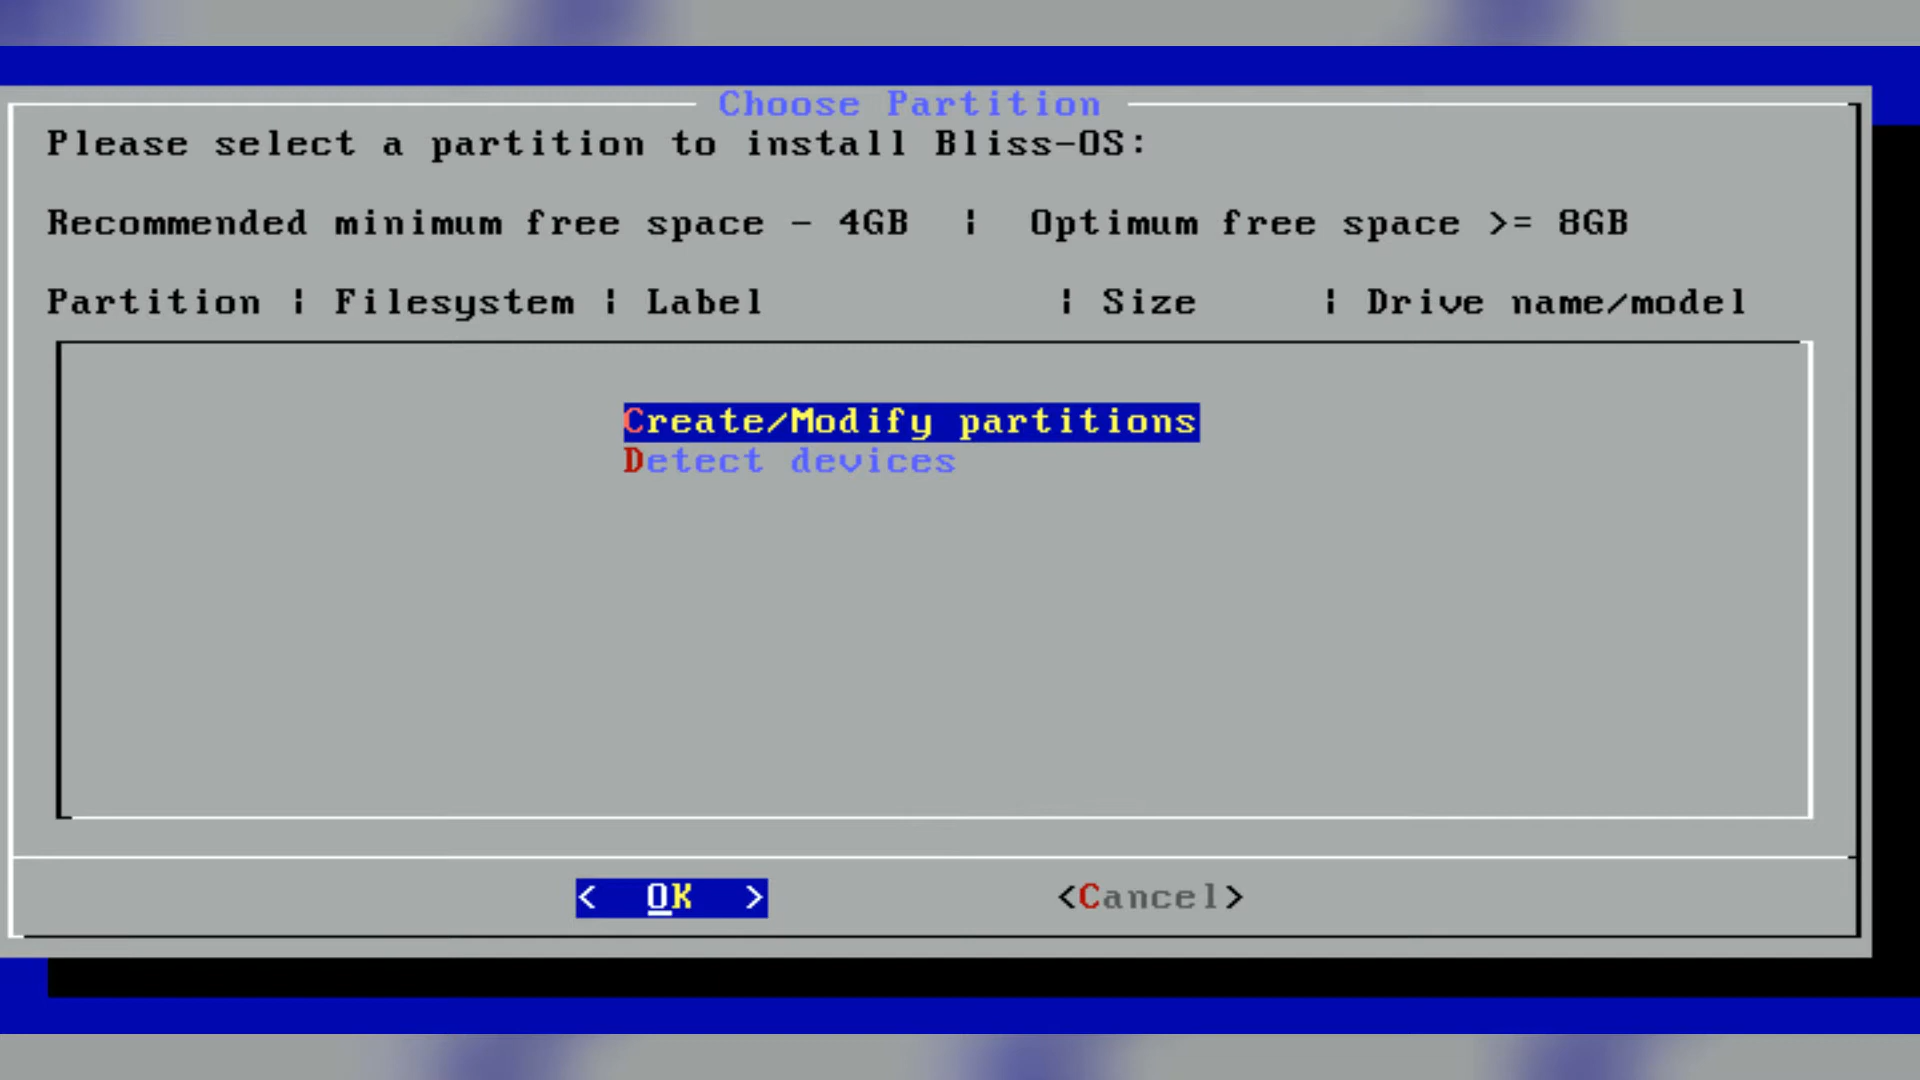 Choose Partition
Please select a partition to install Bliss-OS:
Recommended minimum free space - 4GB ¦ Optimum free space >= 8GB
Partition ¦ Filesystem ¦ Label ¦ Size ¦ Drive name/model
Create/Modify partitions
Detect devices
< OK > <Cancel>